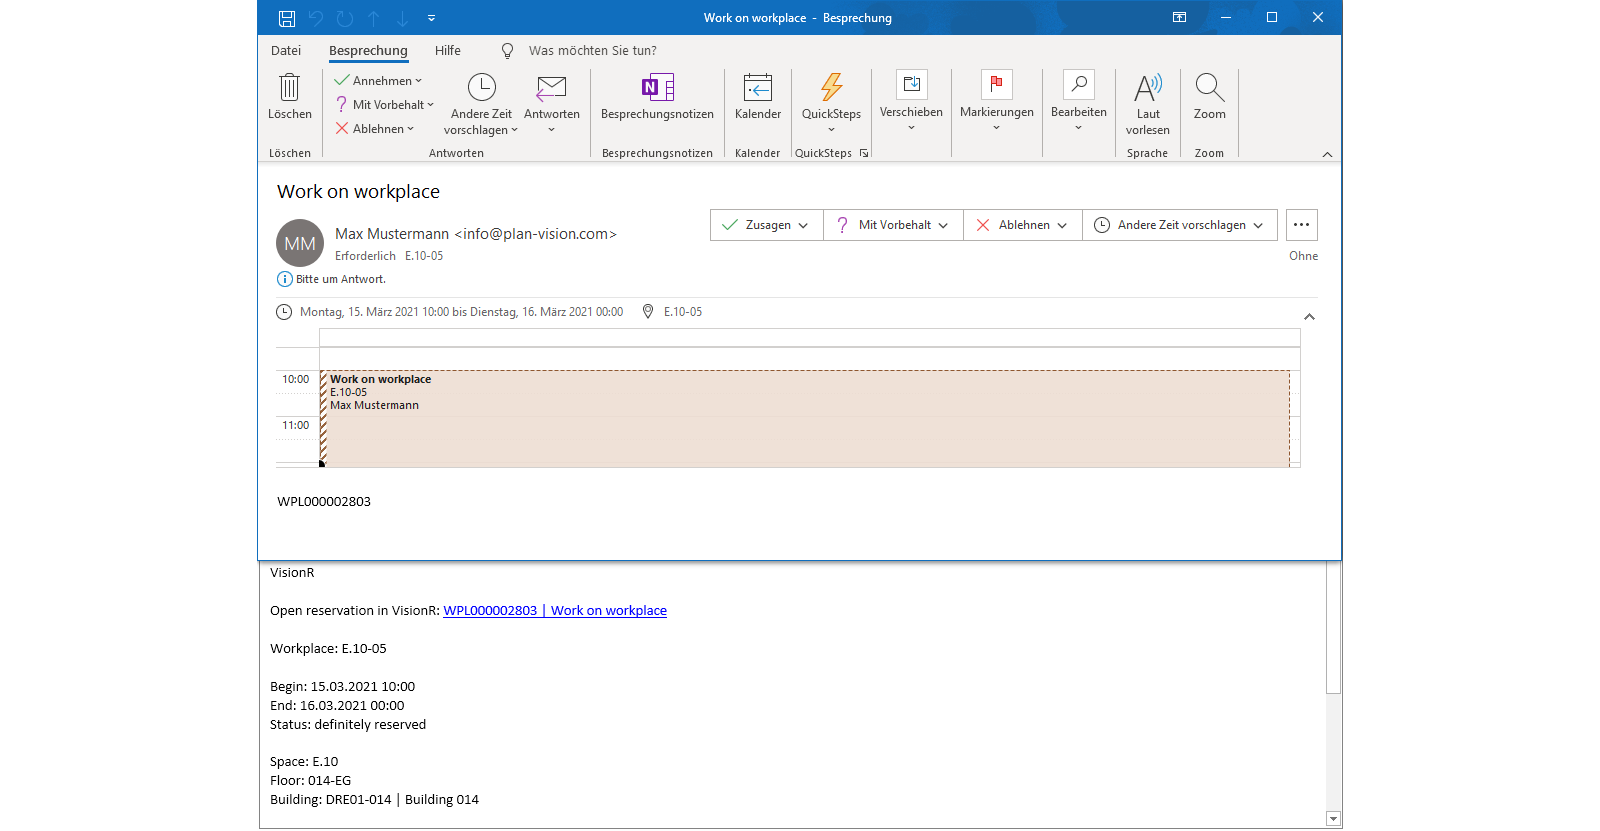 Work on workplace - Besprechung
Datei Besprechung Hilfe Was möchten Sie tun?
Löschen
Annehmen
Mit Vorbehalt
Ablehnen
Andere Zeit
vorschlagen
Antworten
Besprechungsnotizen
Kalender
QuickSteps
Verschieben
Markierungen
Bearbeiten
Laut
vorlesen
Zoom
Löschen Antworten Besprechungsnotizen Kalender QuickSteps Sprache Zoom
Work on workplace
MM
Max Mustermann <info@plan-vision.com>
Erforderlich E.10-05
Zusagen Mit Vorbehalt Ablehnen Andere Zeit vorschlagen
Ohne
Bitte um Antwort.
Montag, 15. März 2021 10:00 bis Dienstag, 16. März 2021 00:00 E.10-05
10:00 Work on workplace
E.10-05
Max Mustermann
11:00
WPL000002803
VisionR
Open reservation in VisionR: WPL000002803 | Work on workplace
Workplace: E.10-05
Begin: 15.03.2021 10:00
End: 16.03.2021 00:00
Status: definitely reserved
Space: E.10
Floor: 014-EG
Building: DRE01-014 | Building 014